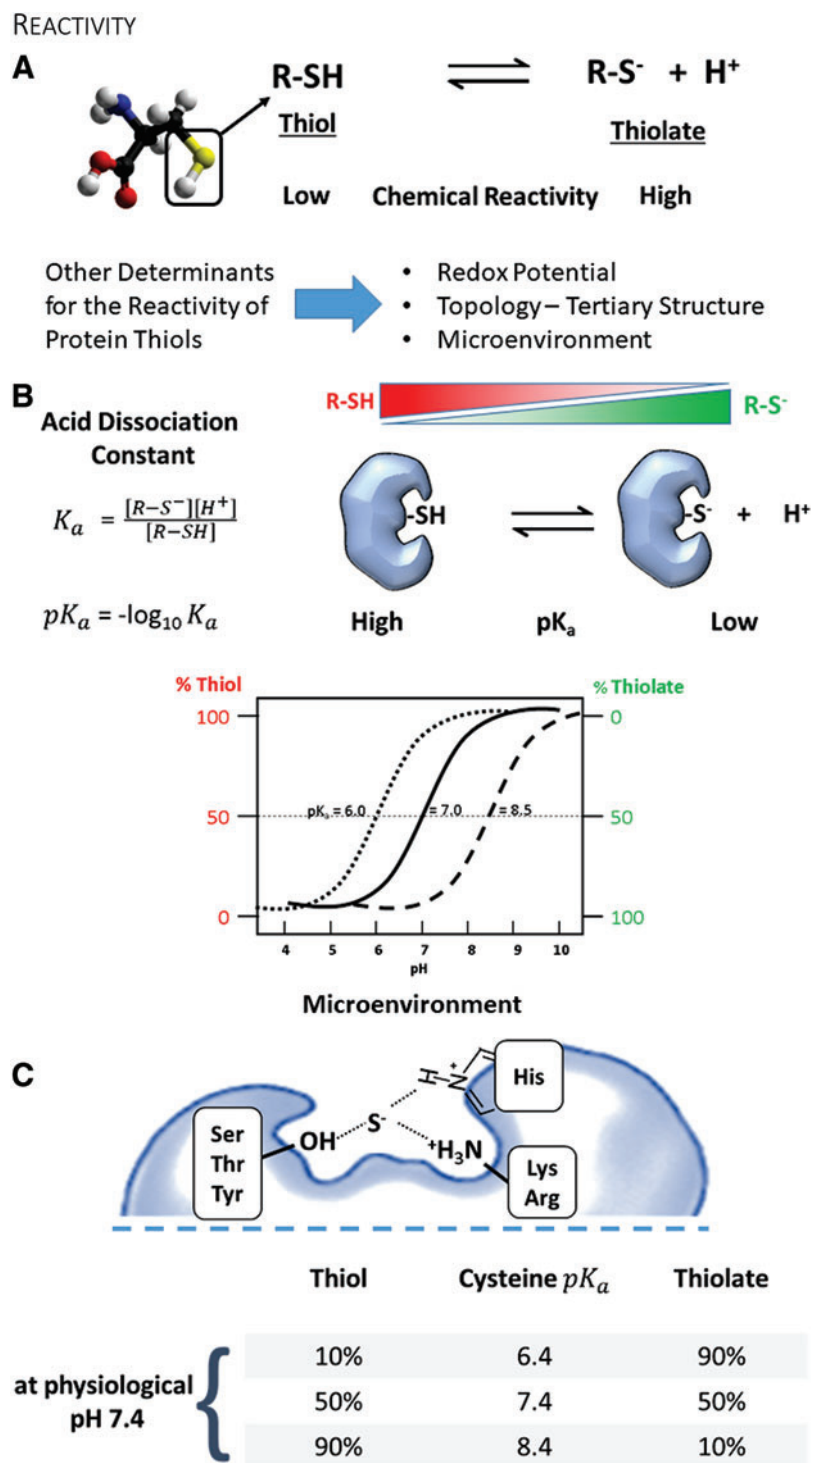 REACTIVITY
A
R-SH
R-S⁻ + H⁺
Thiol
Thiolate
Low Chemical Reactivity High
Other Determinants
for the Reactivity of
Protein Thiols
• Redox Potential
• Topology – Tertiary Structure
• Microenvironment
B
R-SH
R-S⁻
Acid Dissociation
Constant
Kₐ = [R−S⁻][H⁺] / [R−SH]
-SH
-S⁻ + H⁺
pKₐ = -log₁₀ Kₐ
High pKₐ Low
% Thiol
% Thiolate
100
0
pKₐ = 6.0 = 7.0 = 8.5
50
50
0
100
4 5 6 7 8 9 10
pH
Microenvironment
C
H-N⁺
His
S⁻
Ser
Thr
Tyr
OH
⁺H₃N
Lys
Arg
Thiol Cysteine pKₐ Thiolate
at physiological
pH 7.4
10% 6.4 90%
50% 7.4 50%
90% 8.4 10%